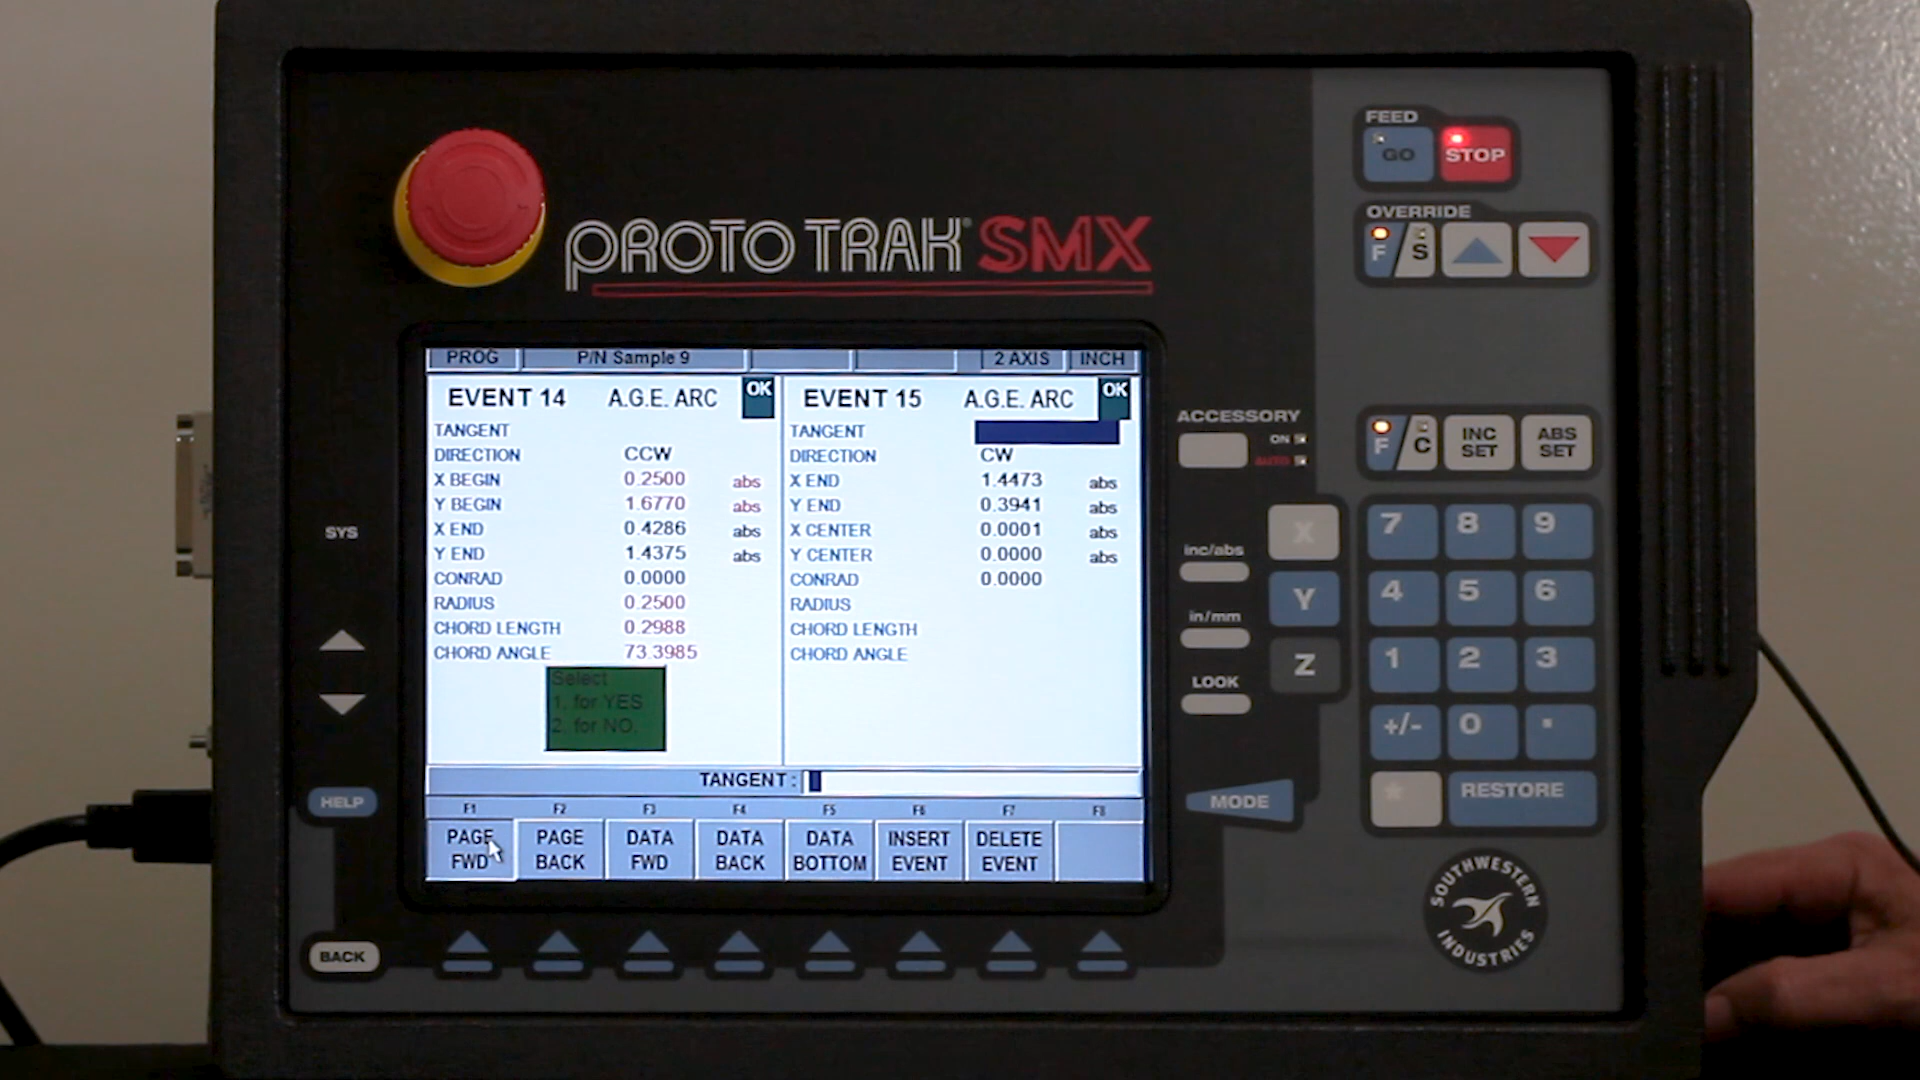 FEED
GO STOP
OVERRIDE
F S
PROTO TRAK® SMX
PROG P/N Sample 9 2 AXIS INCH
EVENT 14 A.G.E. ARC OK
TANGENT
DIRECTION CCW
X BEGIN 0.2500 abs
Y BEGIN 1.6770 abs
X END 0.4286 abs
Y END 1.4375 abs
CONRAD 0.0000
RADIUS 0.2500
CHORD LENGTH 0.2988
CHORD ANGLE 73.3985
Select
1. for YES
2. for NO.
EVENT 15 A.G.E. ARC OK
TANGENT
DIRECTION CW
X END 1.4473 abs
Y END 0.3941 abs
X CENTER 0.0001 abs
Y CENTER 0.0000 abs
CONRAD 0.0000
RADIUS
CHORD LENGTH
CHORD ANGLE
TANGENT :
F1 F2 F3 F4 F5 F6 F7 F8
PAGE FWD
PAGE BACK
DATA FWD
DATA BACK
DATA BOTTOM
INSERT EVENT
DELETE EVENT
SYS
HELP
BACK
ACCESSORY
ON
AUTO
F C
INC SET
ABS SET
inc/abs
in/mm
LOOK
X
Y
Z
7 8 9
4 5 6
1 2 3
+/- 0 .
* RESTORE
MODE
SOUTHWESTERN
INDUSTRIES